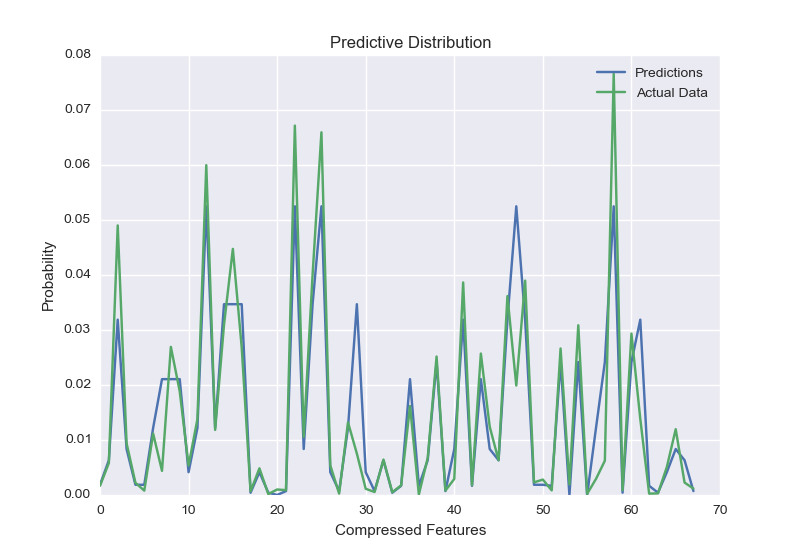 Predictive Distribution
0.08
0.07
0.06
0.05
0.04
0.03
0.02
0.01
0.00
Probability
Predictions
Actual Data
0 10 20 30 40 50 60 70
Compressed Features